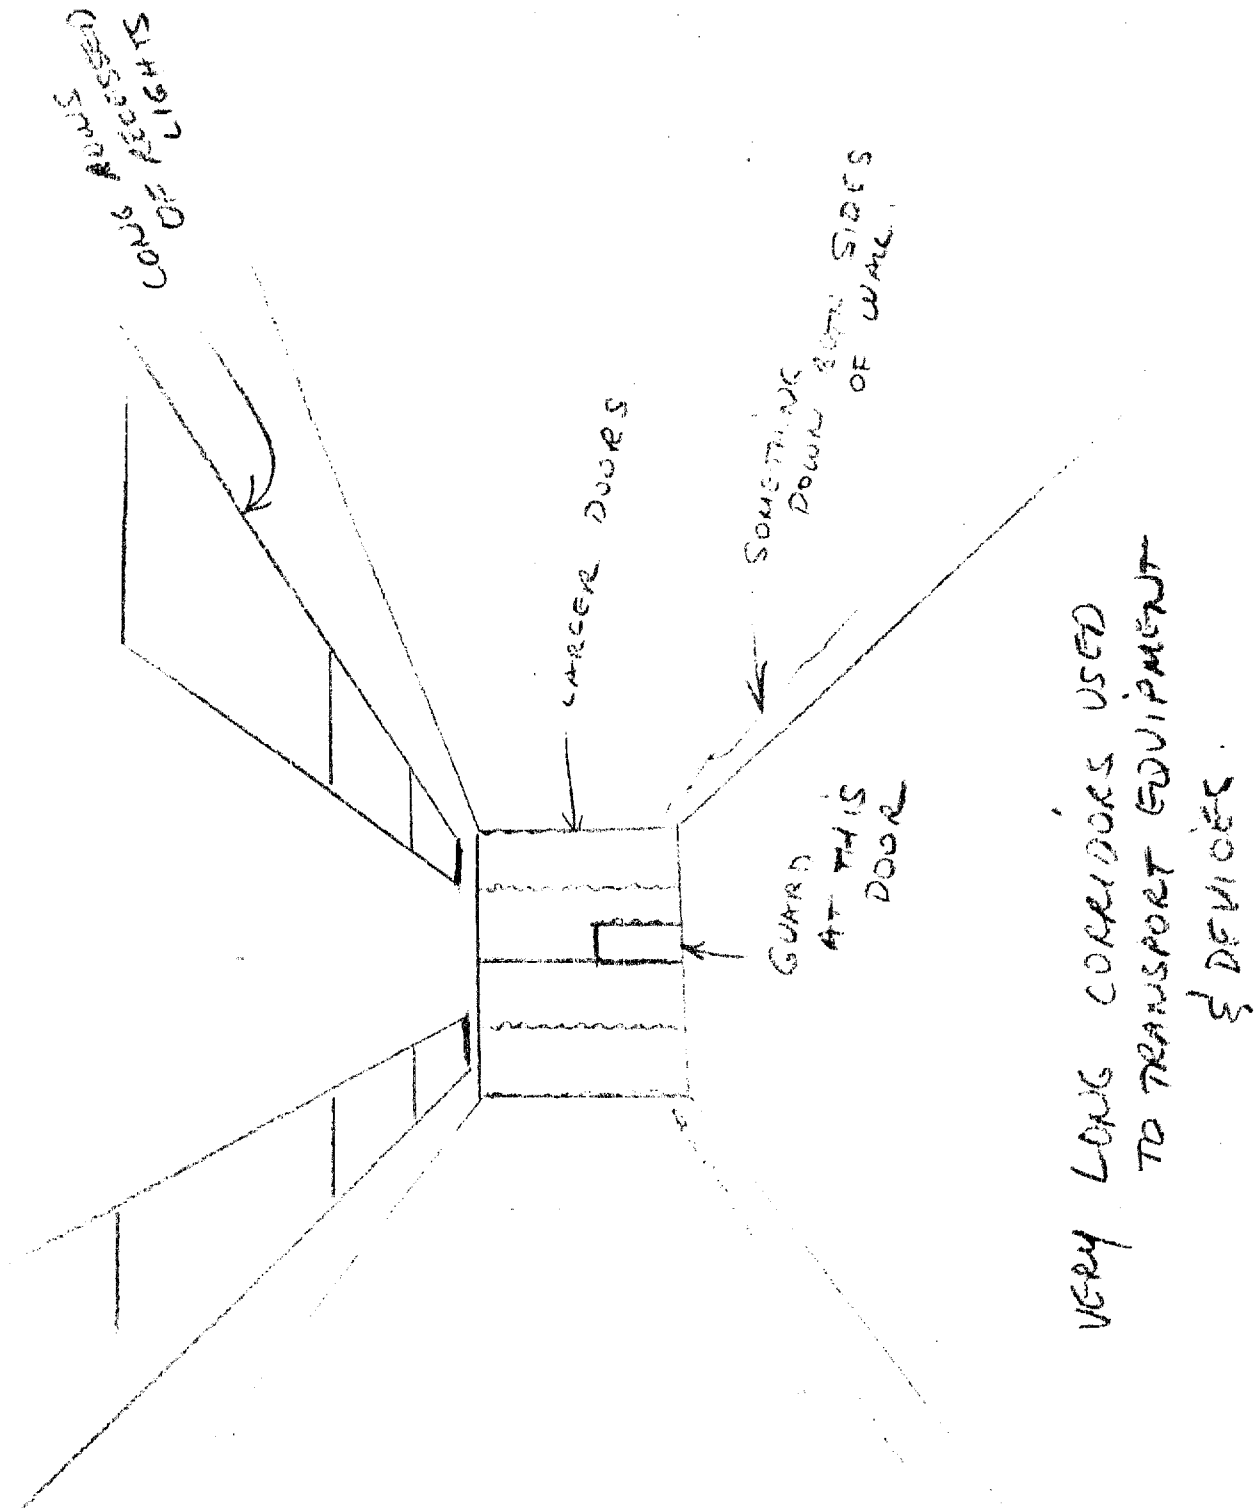 LONG ROWS
OF RECESSED
LIGHTS
LARGER DOORS
SOMETHING
DOWN BOTH SIDES
OF WALL.
GUARD
AT THIS
DOOR
VERY LONG CORRIDORS USED
TO TRANSPORT EQUIPMENT
& DEVICES.